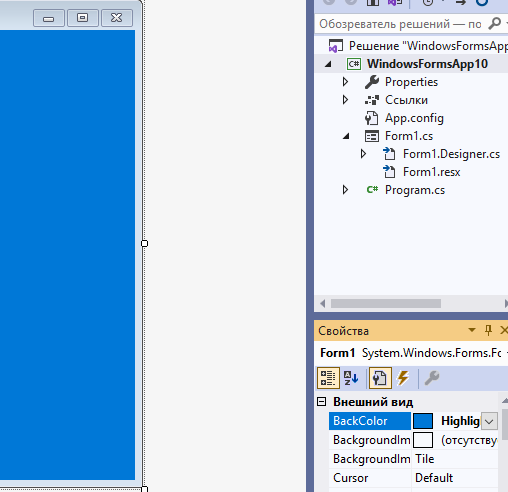 Обозреватель решений — по
Решение "WindowsFormsApp
WindowsFormsApp10
Properties
Ссылки
App.config
Form1.cs
Form1.Designer.cs
Form1.resx
Program.cs
Свойства
Form1 System.Windows.Forms.Fc
Внешний вид
BackColor Highlig
BackgroundIm (отсутству
BackgroundIm Tile
Cursor Default